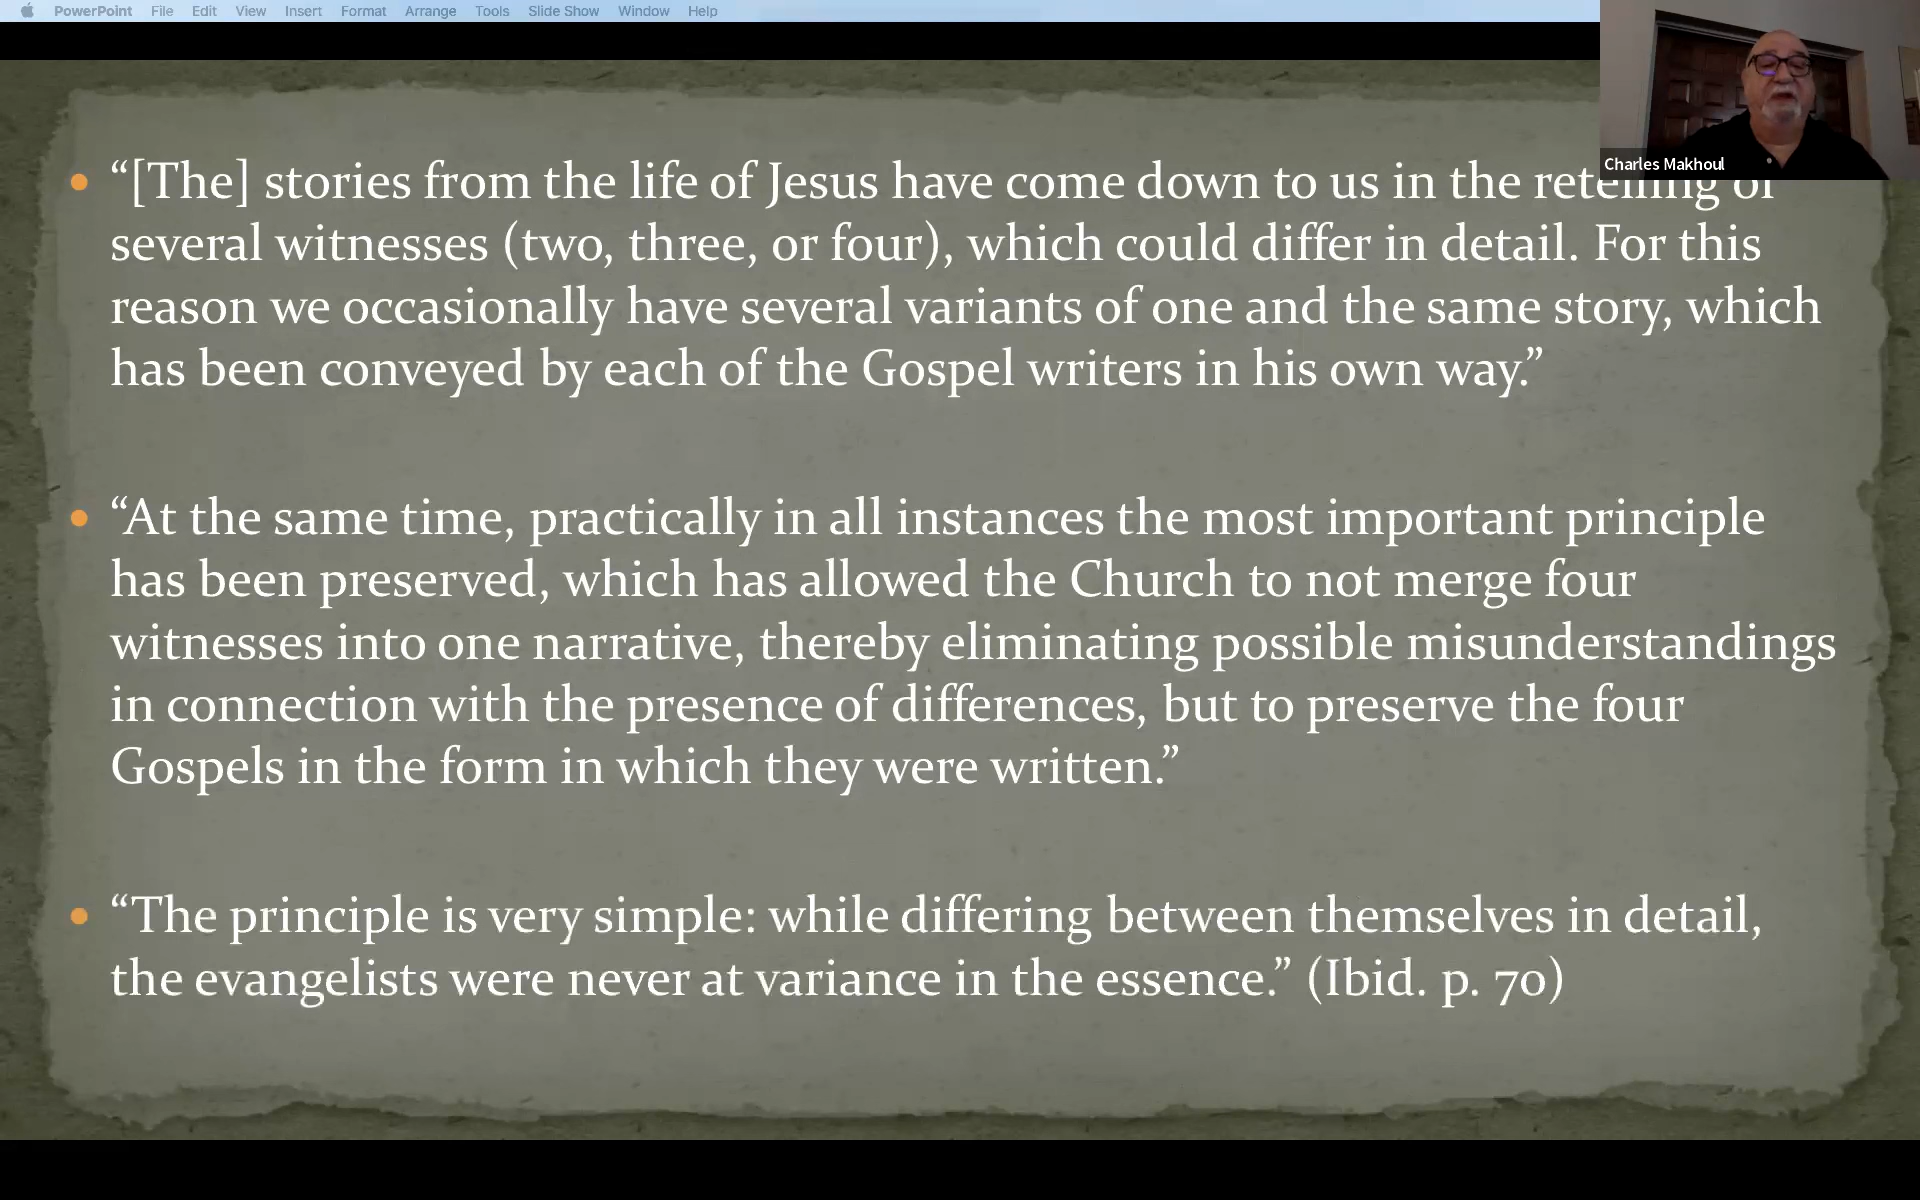 PowerPoint File Edit View Insert Format Arrange Tools Slide Show Window Help
Charles Makhoul
• “[The] stories from the life of Jesus have come down to us in the retelling of
several witnesses (two, three, or four), which could differ in detail. For this
reason we occasionally have several variants of one and the same story, which
has been conveyed by each of the Gospel writers in his own way.”
• “At the same time, practically in all instances the most important principle
has been preserved, which has allowed the Church to not merge four
witnesses into one narrative, thereby eliminating possible misunderstandings
in connection with the presence of differences, but to preserve the four
Gospels in the form in which they were written.”
• “The principle is very simple: while differing between themselves in detail,
the evangelists were never at variance in the essence.” (Ibid. p. 70)